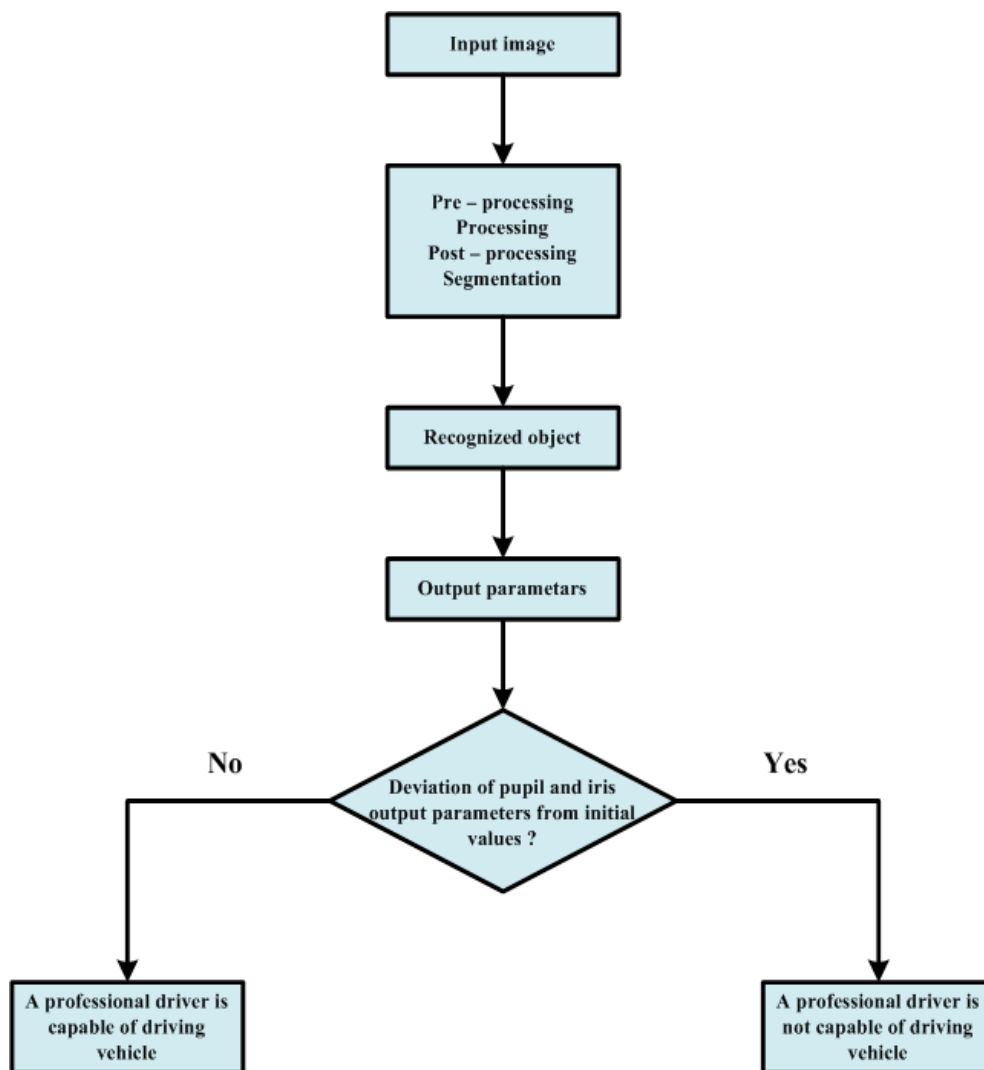 Input image
Pre – processing
Processing
Post – processing
Segmentation
Recognized object
Output parametars
No
Yes
Deviation of pupil and iris
output parameters from initial
values ?
A professional driver is
capable of driving
vehicle
A professional driver is
not capable of driving
vehicle